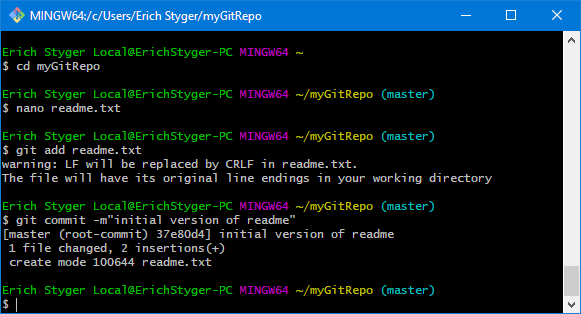 MINGW64:/c/Users/Erich Styger/myGitRepo
Erich Styger Local@ErichStyger-PC MINGW64 ~
$ cd myGitRepo
Erich Styger Local@ErichStyger-PC MINGW64 ~/myGitRepo (master)
$ nano readme.txt
Erich Styger Local@ErichStyger-PC MINGW64 ~/myGitRepo (master)
$ git add readme.txt
warning: LF will be replaced by CRLF in readme.txt.
The file will have its original line endings in your working directory
Erich Styger Local@ErichStyger-PC MINGW64 ~/myGitRepo (master)
$ git commit -m"initial version of readme"
[master (root-commit) 37e80d4] initial version of readme
 1 file changed, 2 insertions(+)
 create mode 100644 readme.txt
Erich Styger Local@ErichStyger-PC MINGW64 ~/myGitRepo (master)
$